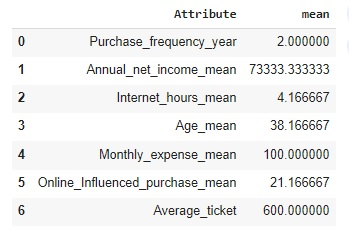 Attribute mean
0 Purchase_frequency_year 2.000000
1 Annual_net_income_mean 73333.333333
2 Internet_hours_mean 4.166667
3 Age_mean 38.166667
4 Monthly_expense_mean 100.000000
5 Online_Influenced_purchase_mean 21.166667
6 Average_ticket 600.000000